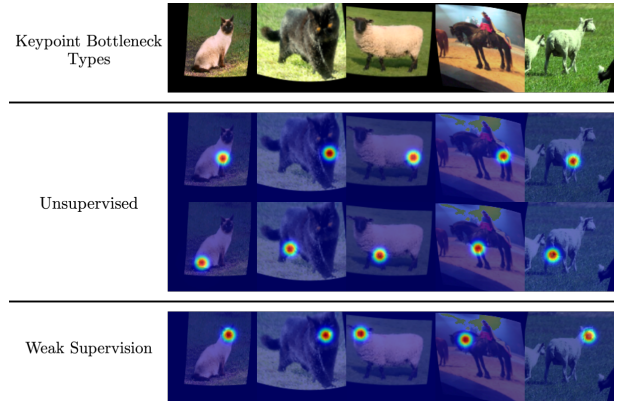 Keypoint Bottleneck
Types
Unsupervised
Weak Supervision